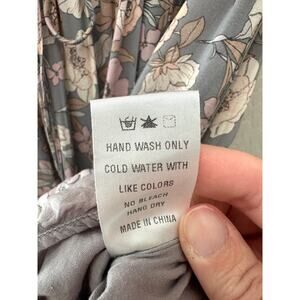 HAND WASH ONLY
COLD WATER WITH
LIKE COLORS
NO BLEACH
HANG DRY
MADE IN CHINA